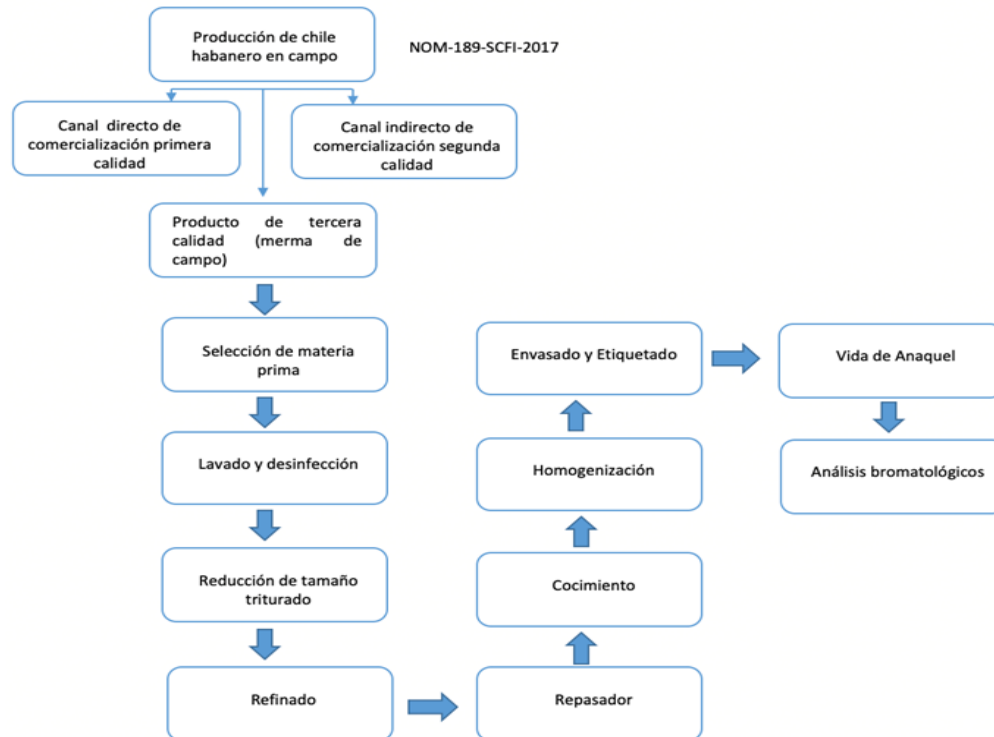 Producción de chile
habanero en campo
NOM-189-SCFI-2017
Canal directo de
comercialización primera
calidad
Canal indirecto de
comercialización segunda
calidad
Producto de tercera
calidad (merma de
campo)
Selección de materia
prima
Lavado y desinfección
Reducción de tamaño
triturado
Refinado
Repasador
Cocimiento
Homogenización
Envasado y Etiquetado
Vida de Anaquel
Análisis bromatológicos